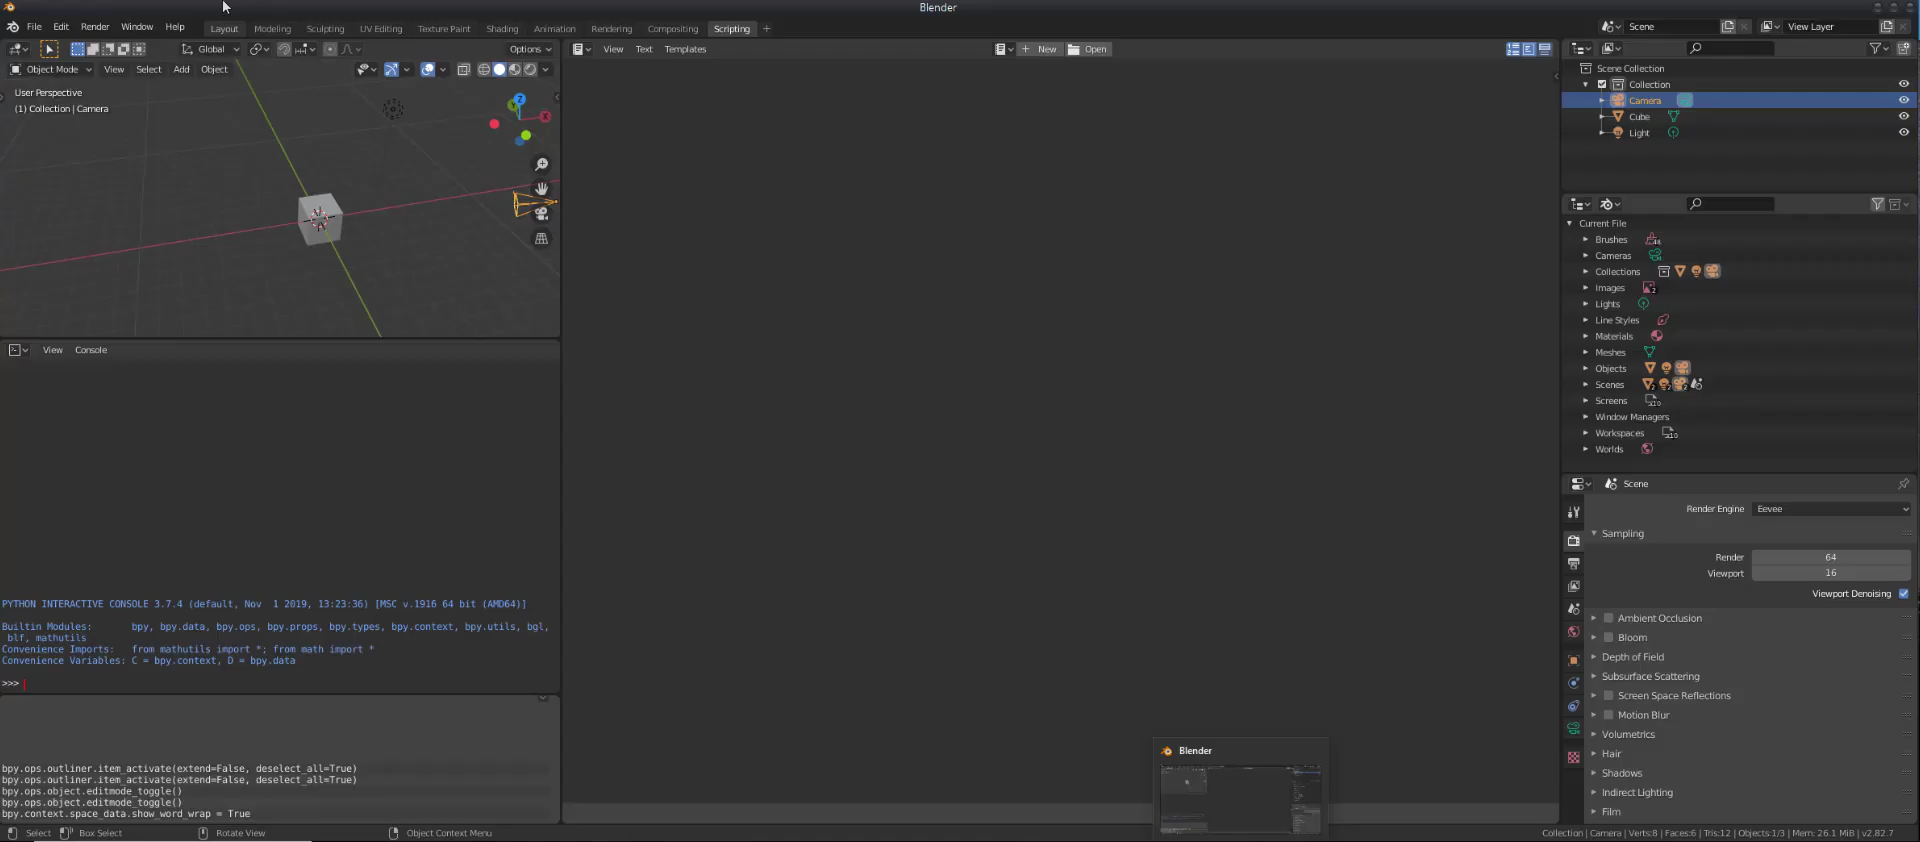 Blender
File Edit Render Window Help Layout Modeling Sculpting UV Editing Texture Paint Shading Animation Rendering Compositing Scripting + Scene View Layer
Global Options View Text Templates + New Open
Object Mode View Select Add Object
User Perspective
(1) Collection | Camera
Z
Y
X
Scene Collection
Collection
Camera
Cube
Light
Current File
Brushes
Cameras
Collections
Images 2
Lights
Line Styles
Materials
Meshes
Objects
Scenes 2 2 2
Screens 10
Window Managers
Workspaces 10
Worlds
View Console
PYTHON INTERACTIVE CONSOLE 3.7.4 (default, Nov  1 2019, 13:23:36) [MSC v.1916 64 bit (AMD64)]
Builtin Modules: bpy, bpy.data, bpy.ops, bpy.props, bpy.types, bpy.context, bpy.utils, bgl,
blf, mathutils
Convenience Imports: from mathutils import *; from math import *
Convenience Variables: C = bpy.context, D = bpy.data
>>>
bpy.ops.outliner.item_activate(extend=False, deselect_all=True)
bpy.ops.outliner.item_activate(extend=False, deselect_all=True)
bpy.ops.object.editmode_toggle()
bpy.ops.object.editmode_toggle()
bpy.context.space_data.show_word_wrap = True
Blender
Scene
Render Engine Eevee
Sampling
Render 64
Viewport 16
Viewport Denoising
Ambient Occlusion
Bloom
Depth of Field
Subsurface Scattering
Screen Space Reflections
Motion Blur
Volumetrics
Hair
Shadows
Indirect Lighting
Film
Select Box Select Rotate View Object Context Menu Collection | Camera | Verts:8 | Faces:6 | Tris:12 | Objects:1/3 | Mem: 26.1 MiB | v2.82.7